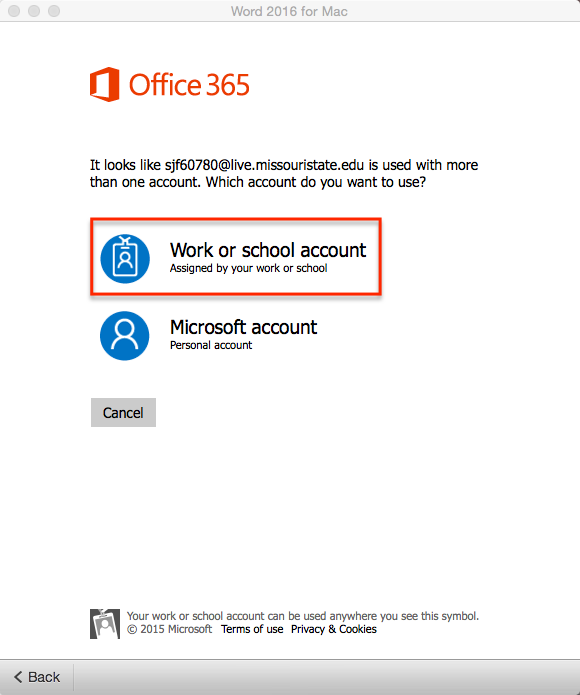 Word 2016 for Mac
Office 365
It looks like sjf60780@live.missouristate.edu is used with more
than one account. Which account do you want to use?
Work or school account
Assigned by your work or school
Microsoft account
Personal account
Cancel
Your work or school account can be used anywhere you see this symbol.
© 2015 Microsoft Terms of use Privacy & Cookies
Back